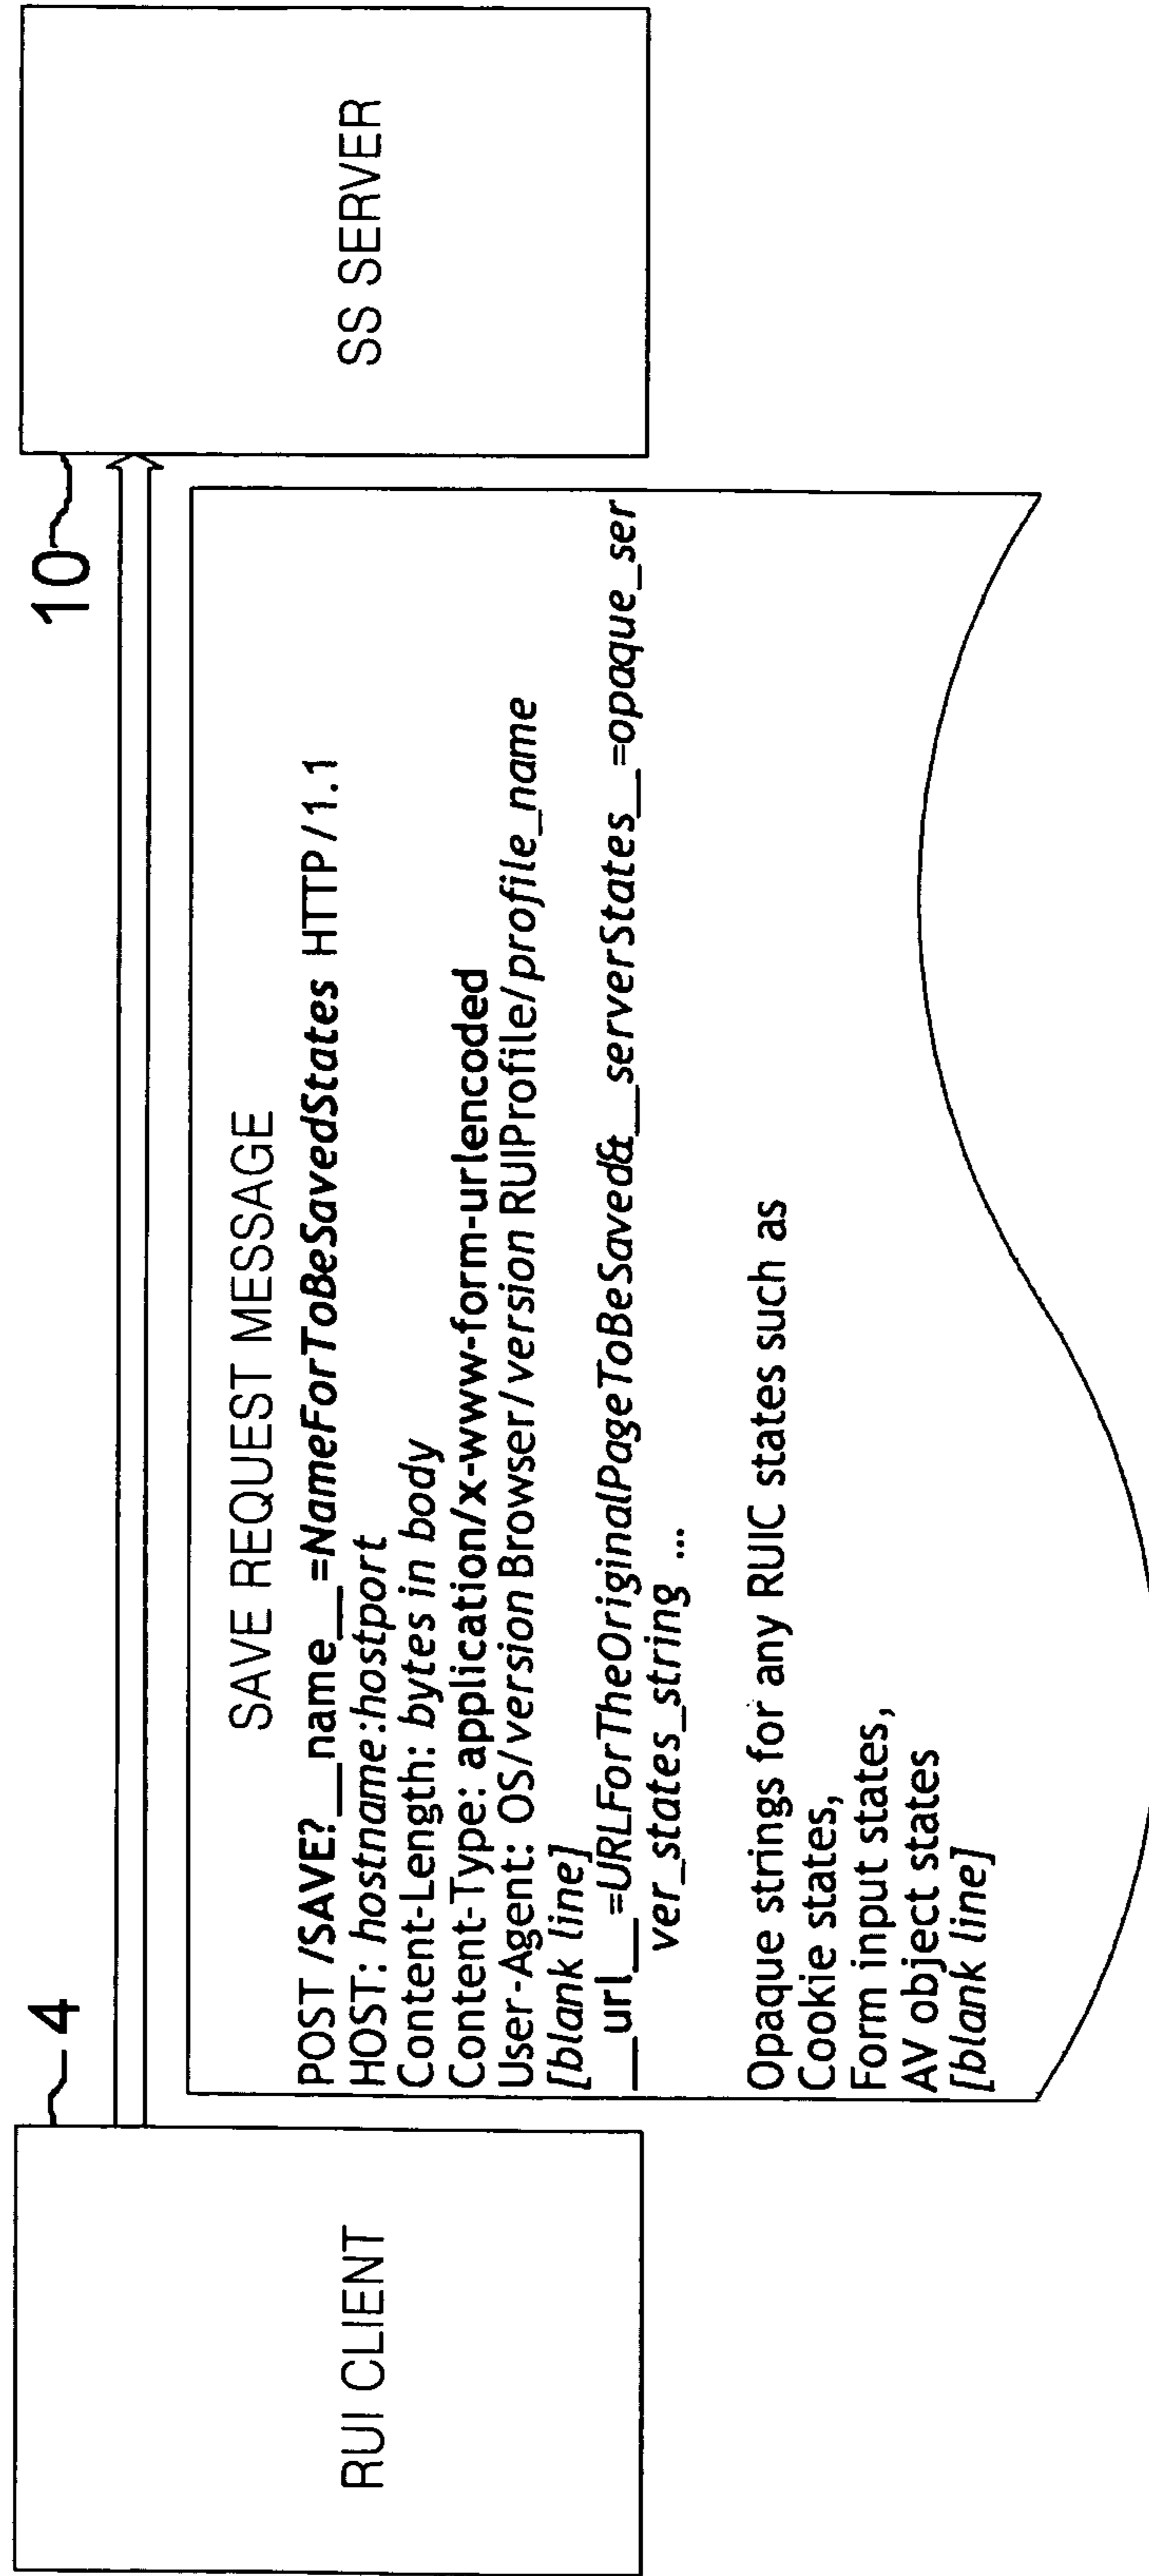 RUI CLIENT
4
10
SS SERVER
SAVE REQUEST MESSAGE
POST /SAVE?__name__=NameForToBeSavedStates HTTP/1.1
HOST: hostname:hostport
Content-Length: bytes in body
Content-Type: application/x-www-form-urlencoded
User-Agent: OS/version Browser/version RUIProfile/profile_name
[blank line]
__url__=URLForTheOriginalPageToBeSaved&__serverStates__=opaque_ser
ver_states_string ...
Opaque strings for any RUIC states such as
Cookie states,
Form input states,
AV object states
[blank line]